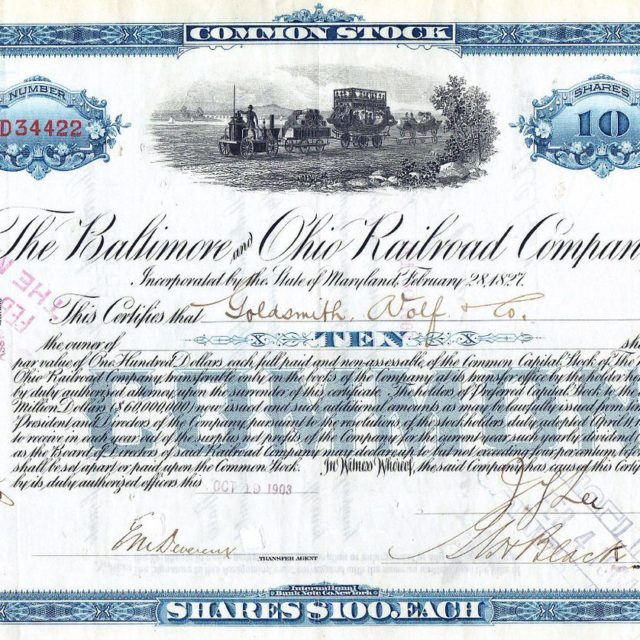 COMMON STOCK
NUMBER
D34422
SHARES
10
The Baltimore and Ohio Railroad Compan
Incorporated by the State of Maryland, February 28, 1827.
This Certifies that Goldsmith, Wolf & Co.
the owner of TEN sh
par value of One Hundred Dollars each, full paid and non-assessable, of the Common Capital Stock of The
Ohio Railroad Company, transferable only on the books of the Company at its transfer office by the holder he
by duly authorized attorney upon the surrender of this certificate. The holders of Preferred Capital Stock to
Million Dollars ($60,000,000) now issued, and such additional amounts as may be lawfully issued from
President and Directors of the Company pursuant to the resolutions of the stockholders duly adopted April
to receive in each year out of the surplus net profits of the Company for the current year such yearly dividend
as the Board of Directors of said Railroad Company may declare up to but not exceeding four per centum, before
shall be set apart or paid upon the Common Stock. In Witness Whereof, the said Company has caused this Ce
by its duly authorized officers this OCT 19 1903
COMMON
J. Lee
TRANSFER AGENT
Black
International
Bank Note Co. New York
SHARES $100. EACH